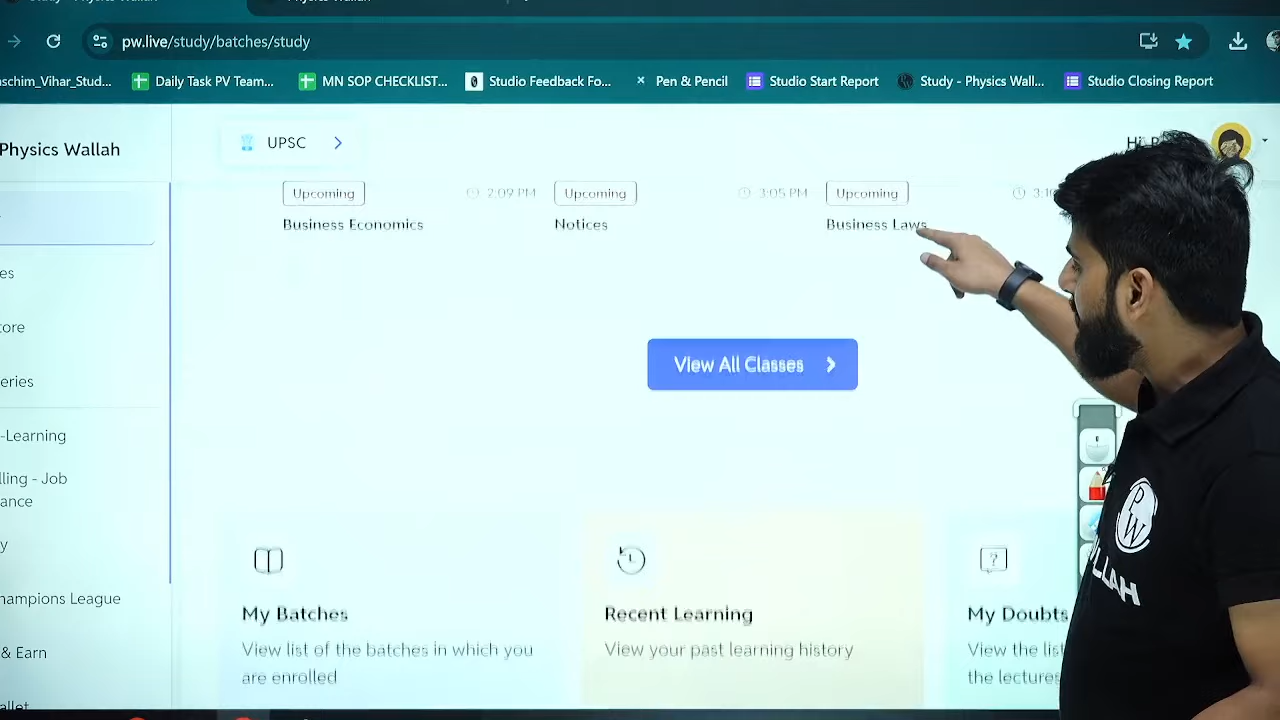 pw.live/study/batches/study
aschim_Vihar_Stud... Daily Task PV Team... MN SOP CHECKLIST... Studio Feedback Fo... Pen & Pencil Studio Start Report Study - Physics Wall... Studio Closing Report
Physics Wallah
UPSC
Hi
Upcoming 2:09 PM Upcoming 3:05 PM Upcoming
Business Economics Notices Business Laws
es
tore
eries
View All Classes
-Learning
lling - Job
ance
y
hampions League
& Earn
My Batches Recent Learning My Doubts
View list of the batches in which you View your past learning history View the list
are enrolled the lectures
PW
LLAH